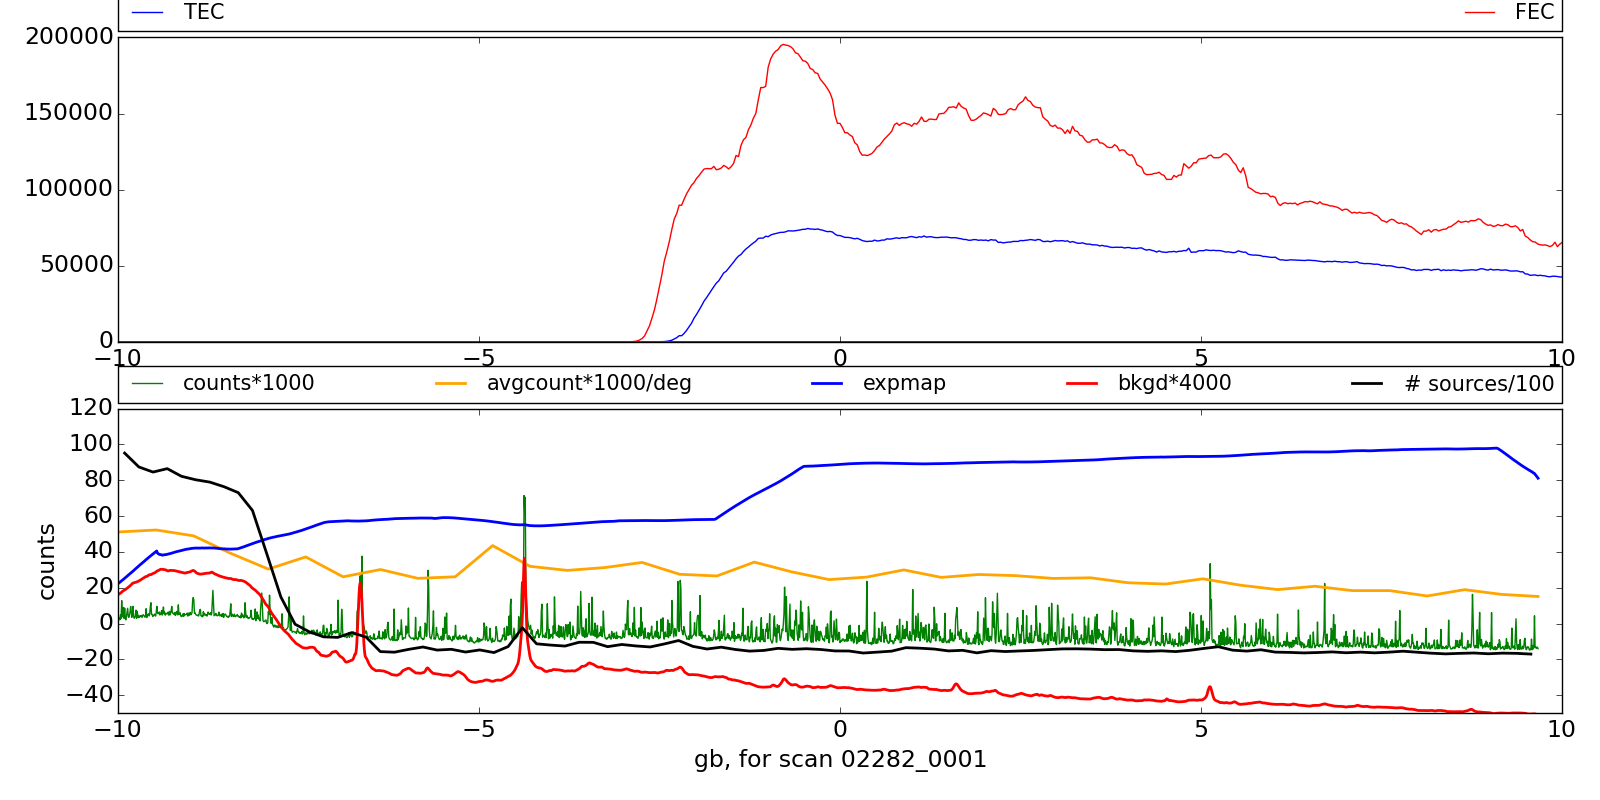 TEC FEC
200000
150000
100000
50000
0
−10 −5 0 5 10
counts*1000 avgcount*1000/deg expmap bkgd*4000 # sources/100
120
100
80
60
40
20
0
−20
−40
counts
−10 −5 0 5 10
gb, for scan 02282_0001